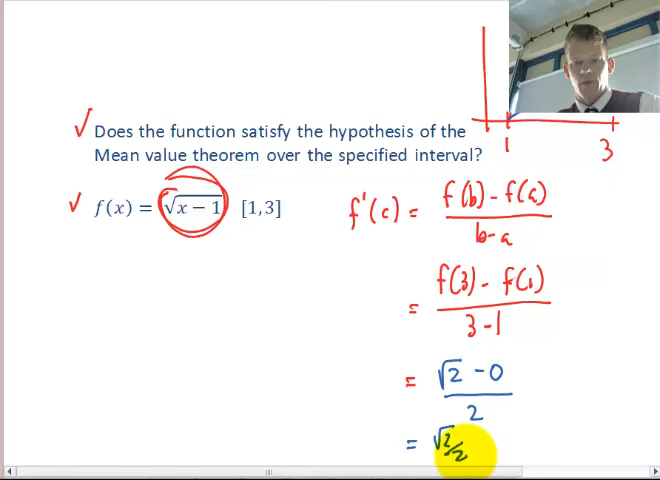 ✓ Does the function satisfy the hypothesis of the
Mean value theorem over the specified interval?
1 3
✓ f(x) = √x − 1 [1,3]
f'(c) = f(b) - f(a) / b-a
= f(3) - f(1) / 3-1
= √2 - 0 / 2
= √2/2